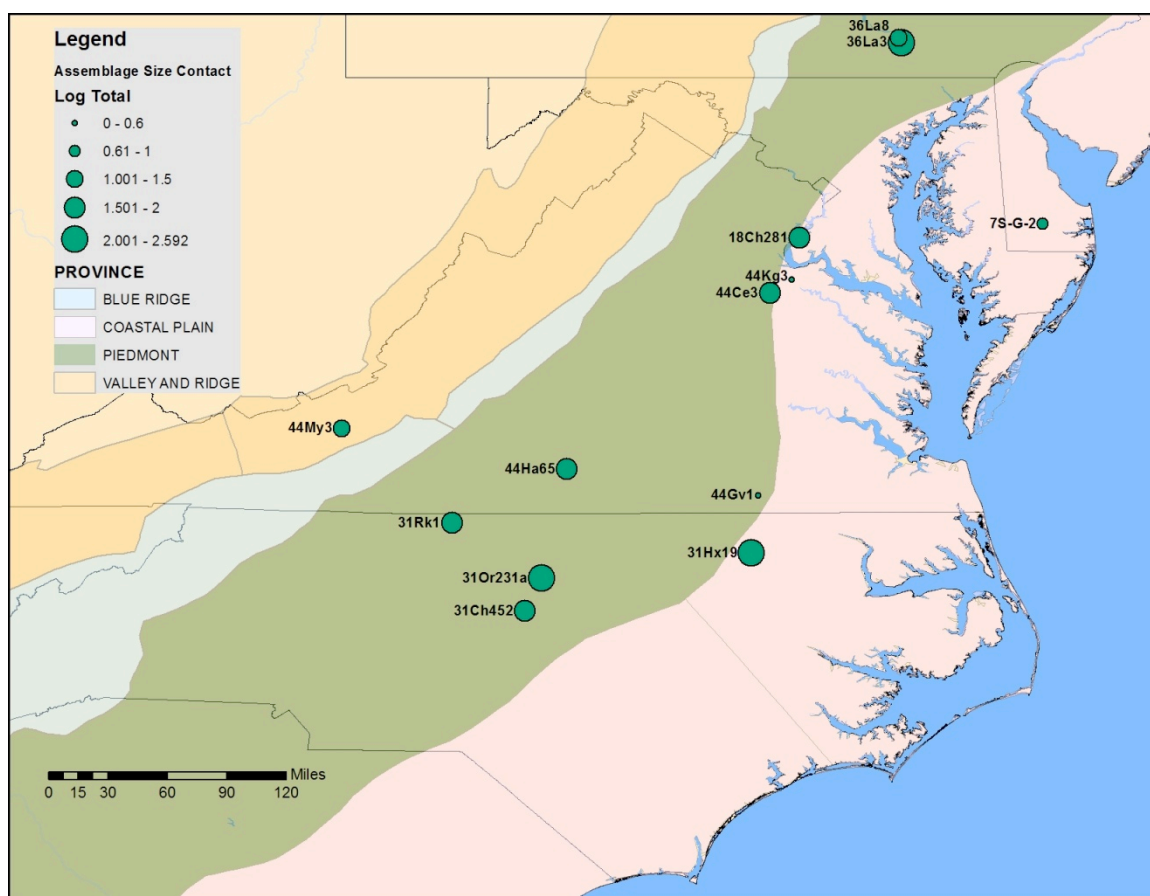 Legend
Assemblage Size Contact
Log Total
0 - 0.6
0.61 - 1
1.001 - 1.5
1.501 - 2
2.001 - 2.592
PROVINCE
BLUE RIDGE
COASTAL PLAIN
PIEDMONT
VALLEY AND RIDGE
36La8
36La3
7S-G-2
18Ch281
44Kg3
44Ce3
44My3
44Ha65
44Gv1
31Rk1
31Hx19
31Or231a
31Ch452
Miles
0 15 30 60 90 120